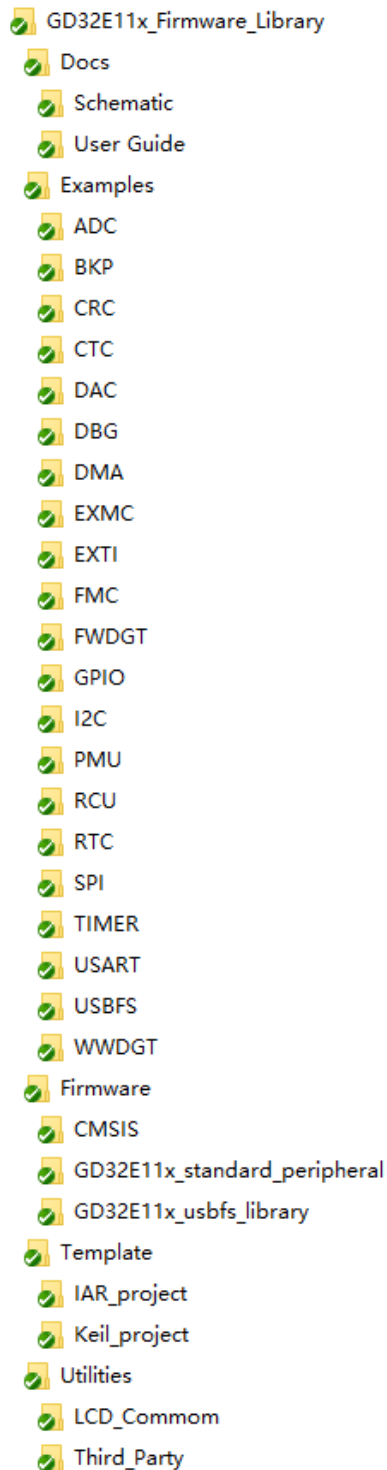 GD32E11x_Firmware_Library
Docs
Schematic
User Guide
Examples
ADC
BKP
CRC
CTC
DAC
DBG
DMA
EXMC
EXTI
FMC
FWDGT
GPIO
I2C
PMU
RCU
RTC
SPI
TIMER
USART
USBFS
WWDGT
Firmware
CMSIS
GD32E11x_standard_peripheral
GD32E11x_usbfs_library
Template
IAR_project
Keil_project
Utilities
LCD_Commom
Third_Party